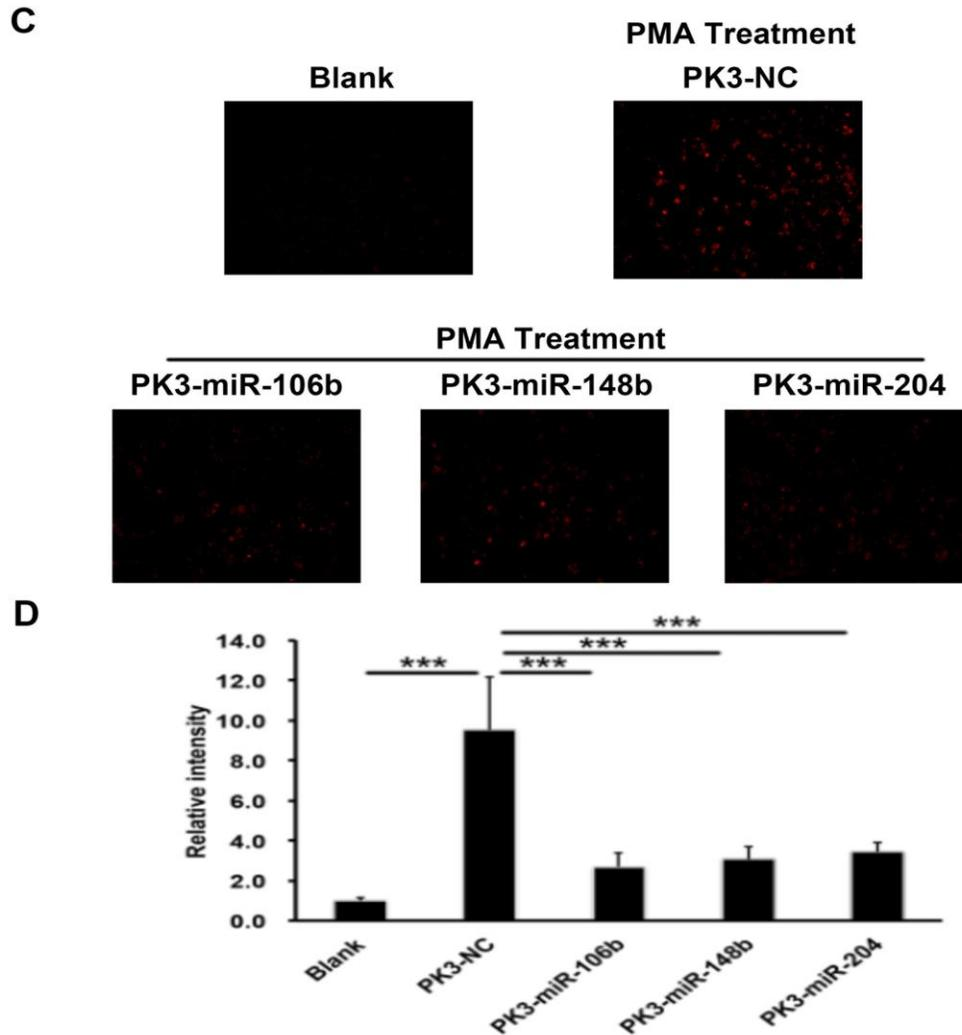 C
PMA Treatment
Blank PK3-NC
PMA Treatment
PK3-miR-106b PK3-miR-148b PK3-miR-204
D
***
***
*** ***
14.0
12.0
10.0
8.0
6.0
4.0
2.0
0.0
Relative intensity
Blank
PK3-NC
PK3-miR-106b
PK3-miR-148b
PK3-miR-204